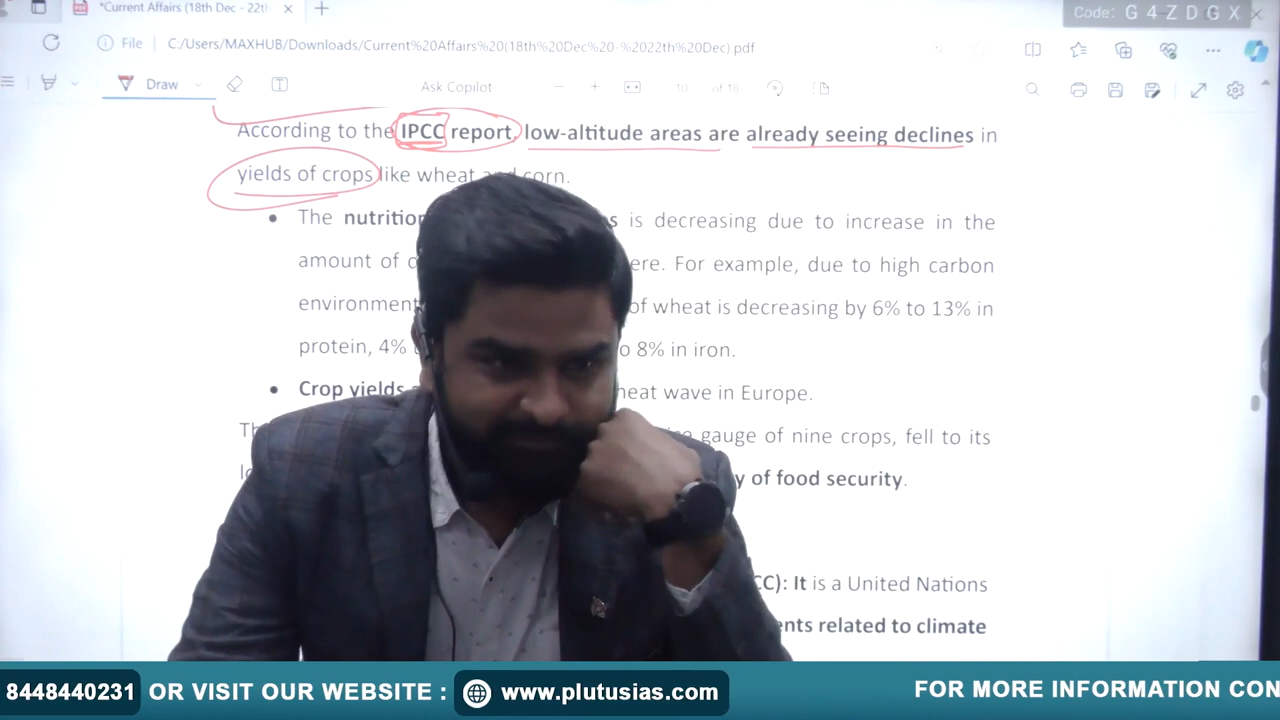 *Current Affairs (18th Dec - 22th
Code: G 4 Z D G X
File C:/Users/MAXHUB/Downloads/Current%20Affairs%20(18th%20Dec%20-%2022th%20Dec).pdf
Draw Ask Copilot 10 of 18
According to the IPCC report, low-altitude areas are already seeing declines in
yields of crops like wheat and corn.
• The is decreasing due to increase in the
amount of ere. For example, due to high carbon
of wheat is decreasing by 6% to 13% in
protein, 4% o 8% in iron.
• Crop yields heat wave in Europe.
gauge of nine crops, fell to its
y of food security.
CC): It is a United Nations
ents related to climate
8448440231 OR VISIT OUR WEBSITE : www.plutusias.com FOR MORE INFORMATION CON